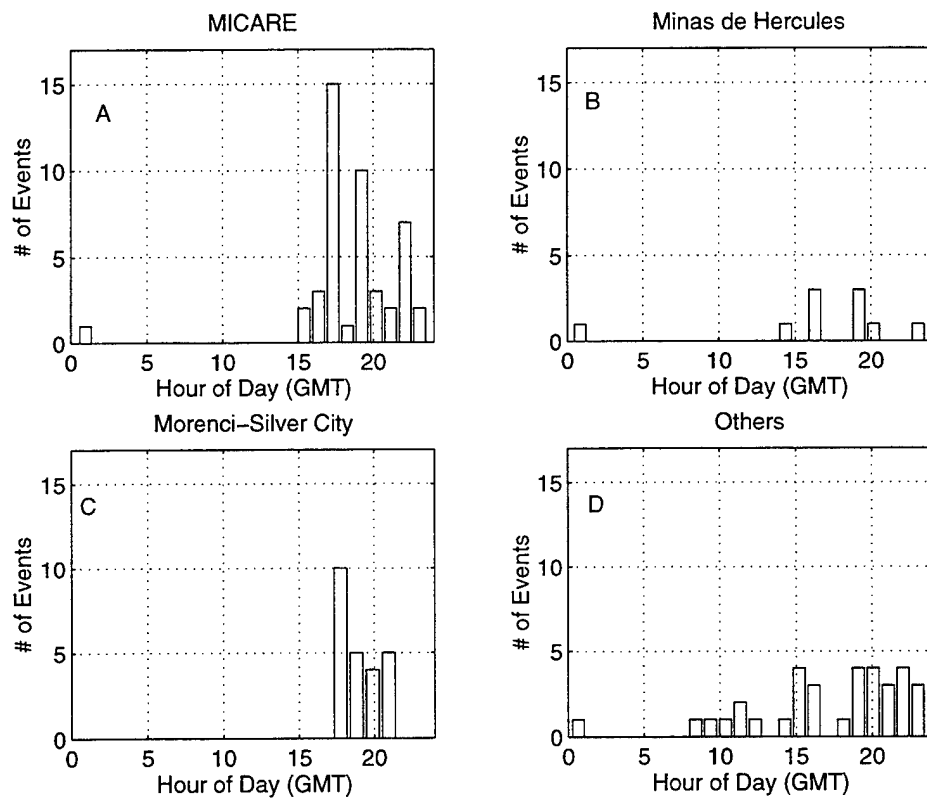 MICARE
# of Events
15
10
5
0
A
0 5 10 15 20
Hour of Day (GMT)
Minas de Hercules
# of Events
15
10
5
0
B
0 5 10 15 20
Hour of Day (GMT)
Morenci–Silver City
# of Events
15
10
5
0
C
0 5 10 15 20
Hour of Day (GMT)
Others
# of Events
15
10
5
0
D
0 5 10 15 20
Hour of Day (GMT)